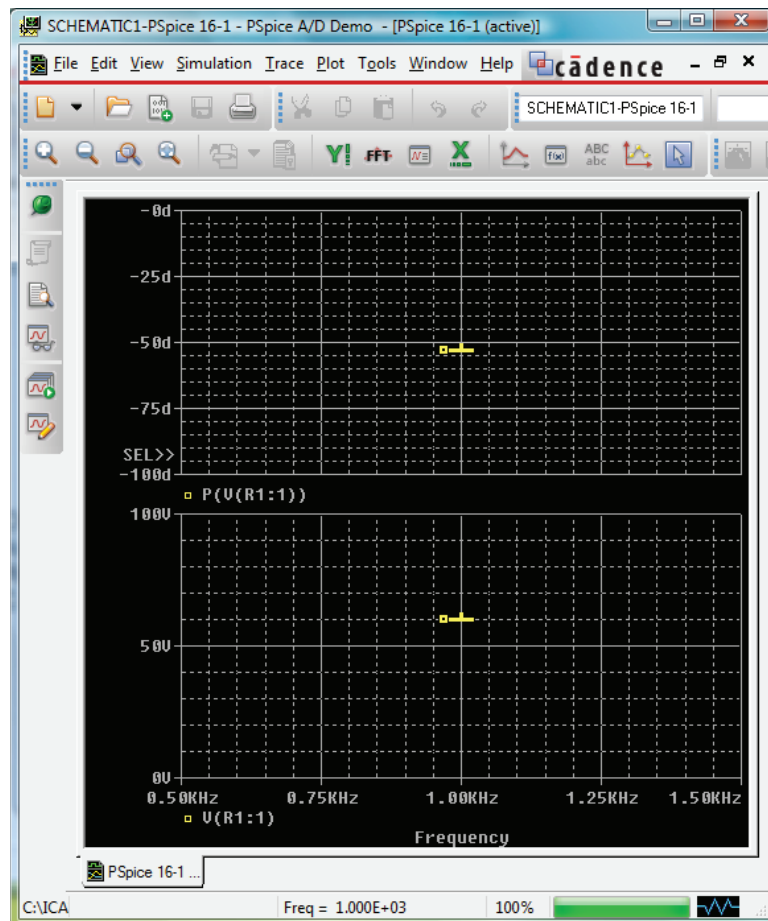 SCHEMATIC1-PSpice 16-1 - PSpice A/D Demo - [PSpice 16-1 (active)]
File Edit View Simulation Trace Plot Tools Window Help cādence
SCHEMATIC1-PSpice 16-1
FFT
f(x)
ABC
abc
-0d
-25d
-50d
-75d
SEL>>
-100d
P(V(R1:1))
100V
50V
0V
0.50KHz 0.75KHz 1.00KHz 1.25KHz 1.50KHz
V(R1:1)
Frequency
PSpice 16-1 ...
C:\ICA Freq = 1.000E+03 100%